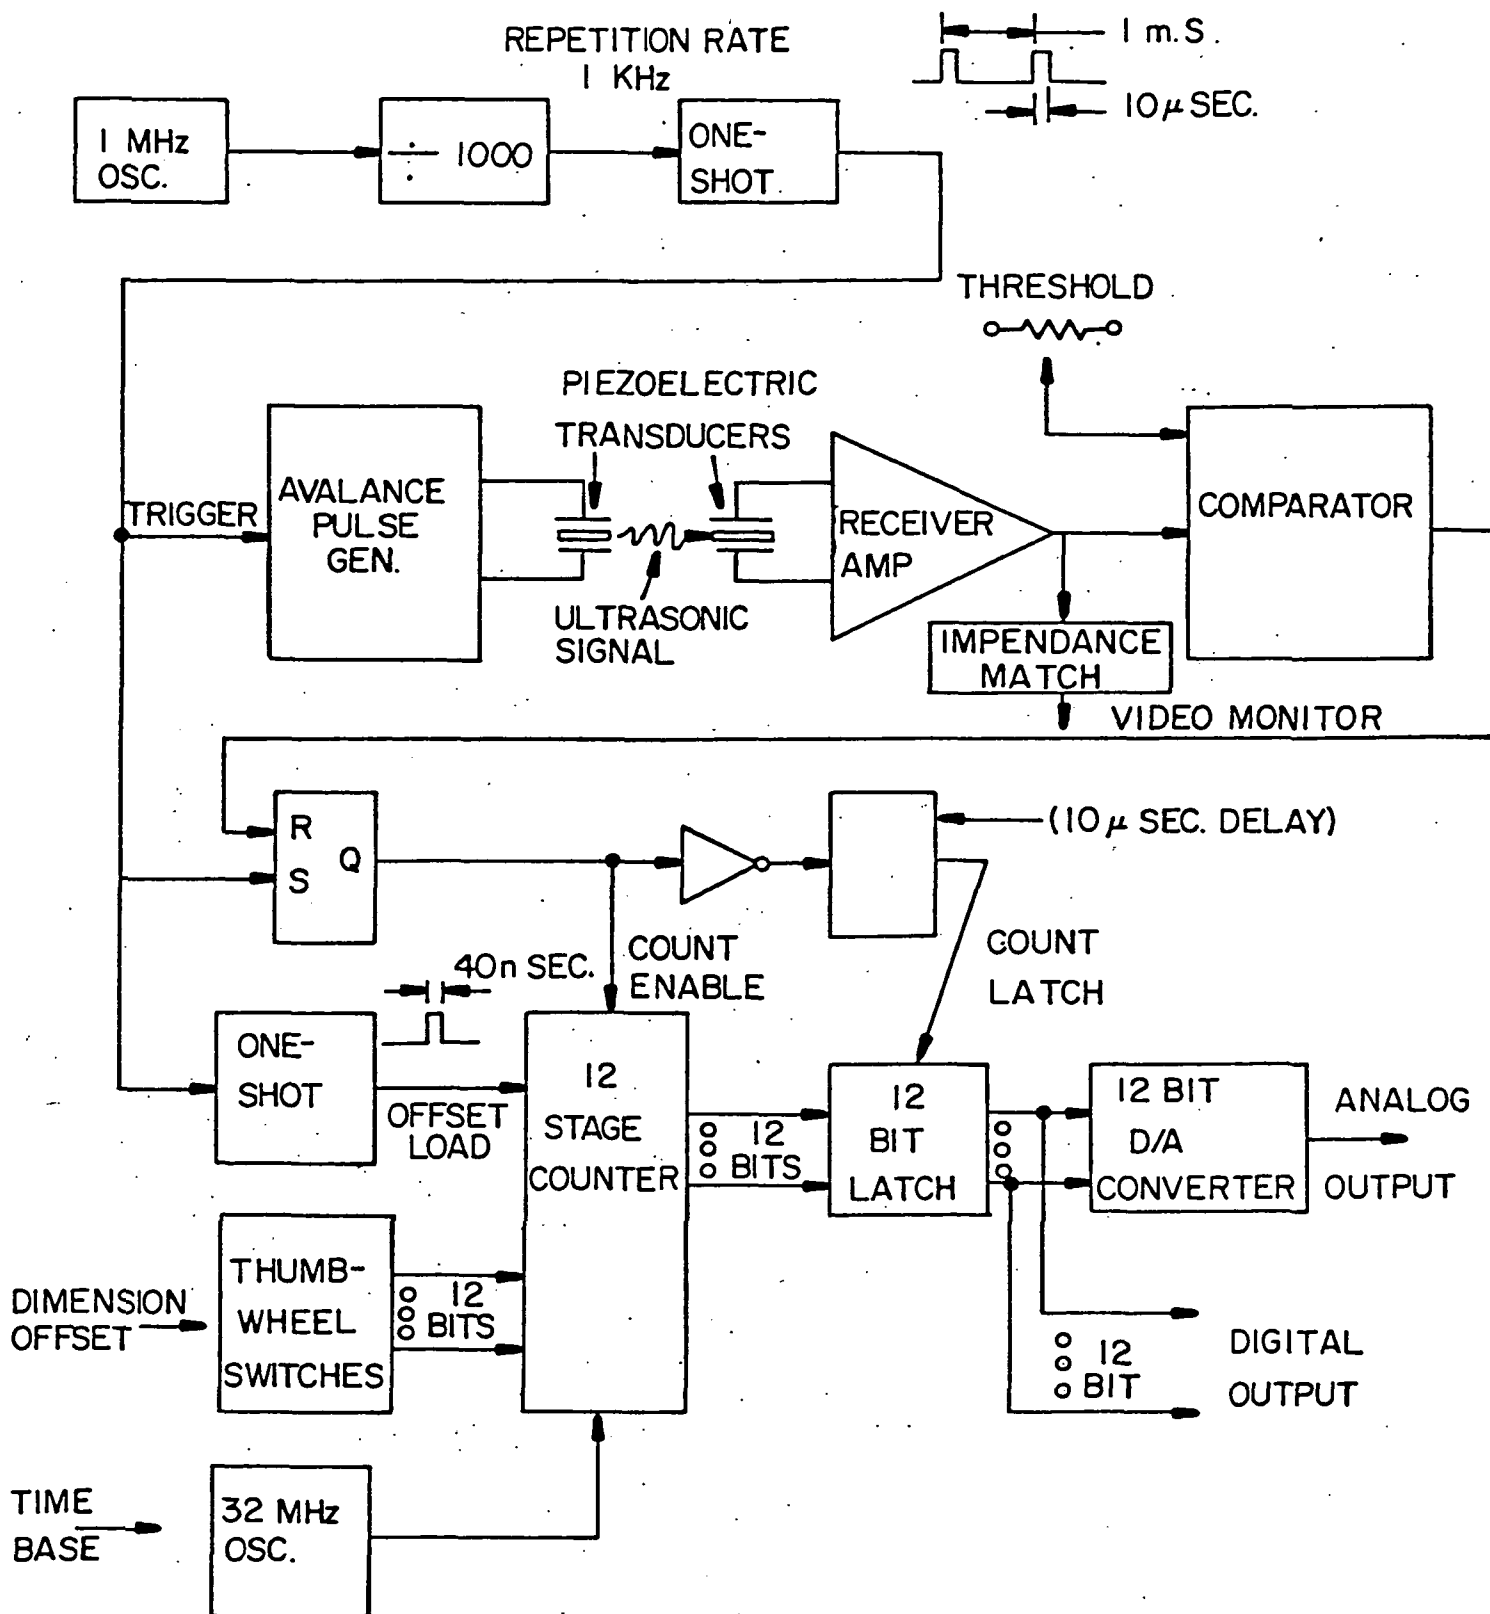 REPETITION RATE
1 KHz
1 m.S.
10 μ SEC.
1 MHz
OSC.
÷ 1000
ONE-
SHOT
THRESHOLD
PIEZOELECTRIC
TRANSDUCERS
TRIGGER
AVALANCE
PULSE
GEN.
RECEIVER
AMP
COMPARATOR
ULTRASONIC
SIGNAL
IMPENDANCE
MATCH
VIDEO MONITOR
R
S
Q
(10 μ SEC. DELAY)
COUNT
ENABLE
COUNT
LATCH
40n SEC.
ONE-
SHOT
OFFSET
LOAD
12
STAGE
COUNTER
12
BITS
12
BIT
LATCH
12 BIT
D/A
CONVERTER
ANALOG
OUTPUT
DIMENSION
OFFSET
THUMB-
WHEEL
SWITCHES
12
BITS
12
BIT
DIGITAL
OUTPUT
TIME
BASE
32 MHz
OSC.